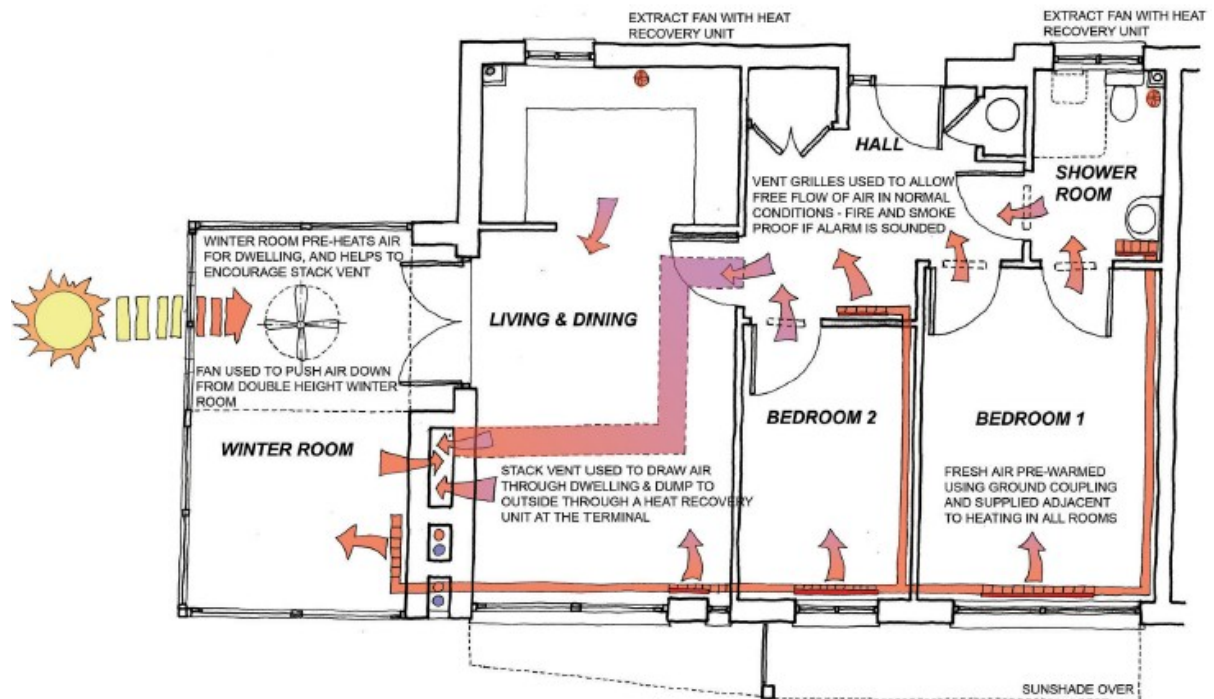 EXTRACT FAN WITH HEAT
RECOVERY UNIT
EXTRACT FAN WITH HEAT
RECOVERY UNIT
HALL
SHOWER
ROOM
VENT GRILLES USED TO ALLOW
FREE FLOW OF AIR IN NORMAL
CONDITIONS - FIRE AND SMOKE
PROOF IF ALARM IS SOUNDED
WINTER ROOM PRE-HEATS AIR
FOR DWELLING, AND HELPS TO
ENCOURAGE STACK VENT
LIVING & DINING
FAN USED TO PUSH AIR DOWN
FROM DOUBLE HEIGHT WINTER
ROOM
WINTER ROOM
BEDROOM 2
BEDROOM 1
STACK VENT USED TO DRAW AIR
THROUGH DWELLING & DUMP TO
OUTSIDE THROUGH A HEAT RECOVERY
UNIT AT THE TERMINAL
FRESH AIR PRE-WARMED
USING GROUND COUPLING
AND SUPPLIED ADJACENT
TO HEATING IN ALL ROOMS
SUNSHADE OVER